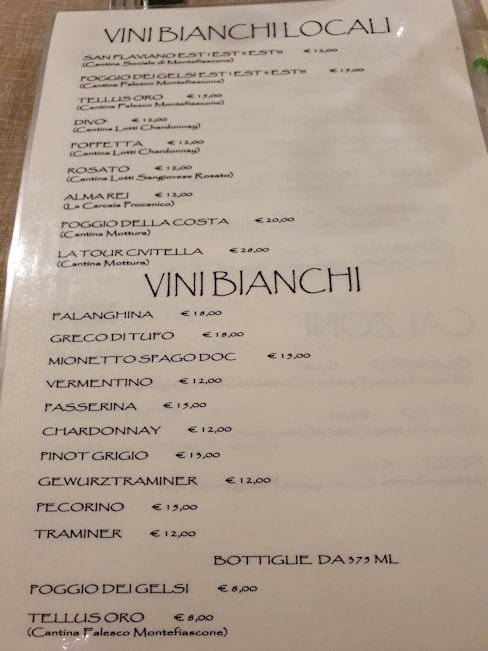 VINI BIANCHI LOCALI
SAN FLAVIANO EST ! EST !! EST!!! € 12,00
(Cantina Sociale di Montefiascone)
POGGIO DEI GELSI EST ! EST !! EST!!! € 15,00
(Cantina Falesco Montefiascone)
TELLUS ORO € 15,00
(Cantina Falesco Montefiascone)
DIVO' € 12,00
(Cantina Lotti Chardonnay)
POPPETTA € 12,00
(Cantina Lotti Chardonnay)
ROSATO € 12,00
(Cantina Lotti Sangiovese Rosato)
ALMA REI € 12,00
(La Carcaia Procanico)
POGGIO DELLA COSTA € 20,00
(Cantina Mottura)
LA TOUR CIVITELLA € 28,00
(Cantina Mottura)
VINI BIANCHI
FALANGHINA € 18,00
GRECO DI TUFO € 18,00
MIONETTO SPAGO DOC € 15,00
VERMENTINO € 12,00
PASSERINA € 15,00
CHARDONNAY € 12,00
PINOT GRIGIO € 13,00
GEWURZTRAMINER € 12,00
PECORINO € 15,00
TRAMINER € 12,00
BOTTIGLIE DA 375 ML
POGGIO DEI GELSI € 8,00
TELLUS ORO € 8,00
(Cantina Falesco Montefiascone)